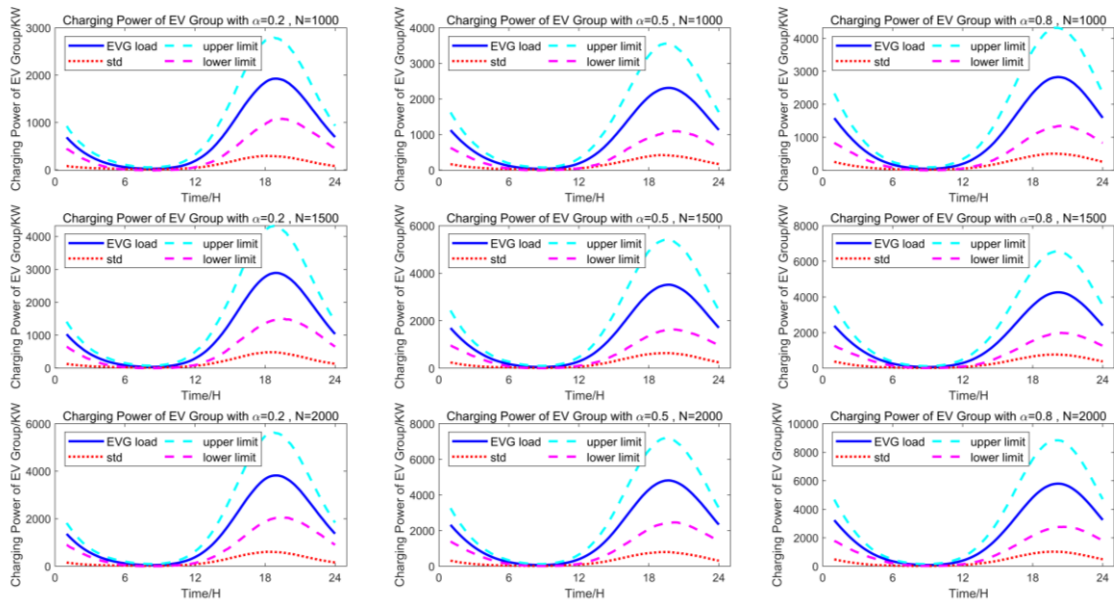 Charging Power of EV Group with α=0.2 , N=1000
Charging Power of EV Group/KW
3000
2000
1000
0
EVG load
std
upper limit
lower limit
0 6 12 18 24
Time/H
Charging Power of EV Group with α=0.5 , N=1000
Charging Power of EV Group/KW
4000
3000
2000
1000
0
EVG load
std
upper limit
lower limit
0 6 12 18 24
Time/H
Charging Power of EV Group with α=0.8 , N=1000
Charging Power of EV Group/KW
4000
2000
0
EVG load
std
upper limit
lower limit
0 6 12 18 24
Time/H
Charging Power of EV Group with α=0.2 , N=1500
Charging Power of EV Group/KW
4000
3000
2000
1000
0
EVG load
std
upper limit
lower limit
0 6 12 18 24
Time/H
Charging Power of EV Group with α=0.5 , N=1500
Charging Power of EV Group/KW
6000
4000
2000
0
EVG load
std
upper limit
lower limit
0 6 12 18 24
Time/H
Charging Power of EV Group with α=0.8 , N=1500
Charging Power of EV Group/KW
8000
6000
4000
2000
0
EVG load
std
upper limit
lower limit
0 6 12 18 24
Time/H
Charging Power of EV Group with α=0.2 , N=2000
Charging Power of EV Group/KW
6000
4000
2000
0
EVG load
std
upper limit
lower limit
0 6 12 18 24
Time/H
Charging Power of EV Group with α=0.5 , N=2000
Charging Power of EV Group/KW
8000
6000
4000
2000
0
EVG load
std
upper limit
lower limit
0 6 12 18 24
Time/H
Charging Power of EV Group with α=0.8 , N=2000
Charging Power of EV Group/KW
10000
8000
6000
4000
2000
0
EVG load
std
upper limit
lower limit
0 6 12 18 24
Time/H